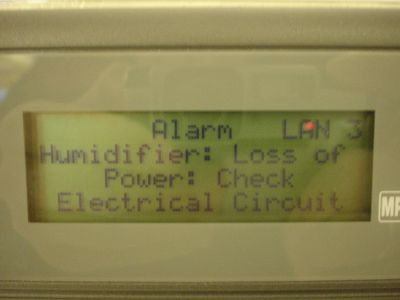 Alarm LAN 3
Humidifier: Loss of
Power: Check
Electrical Circuit